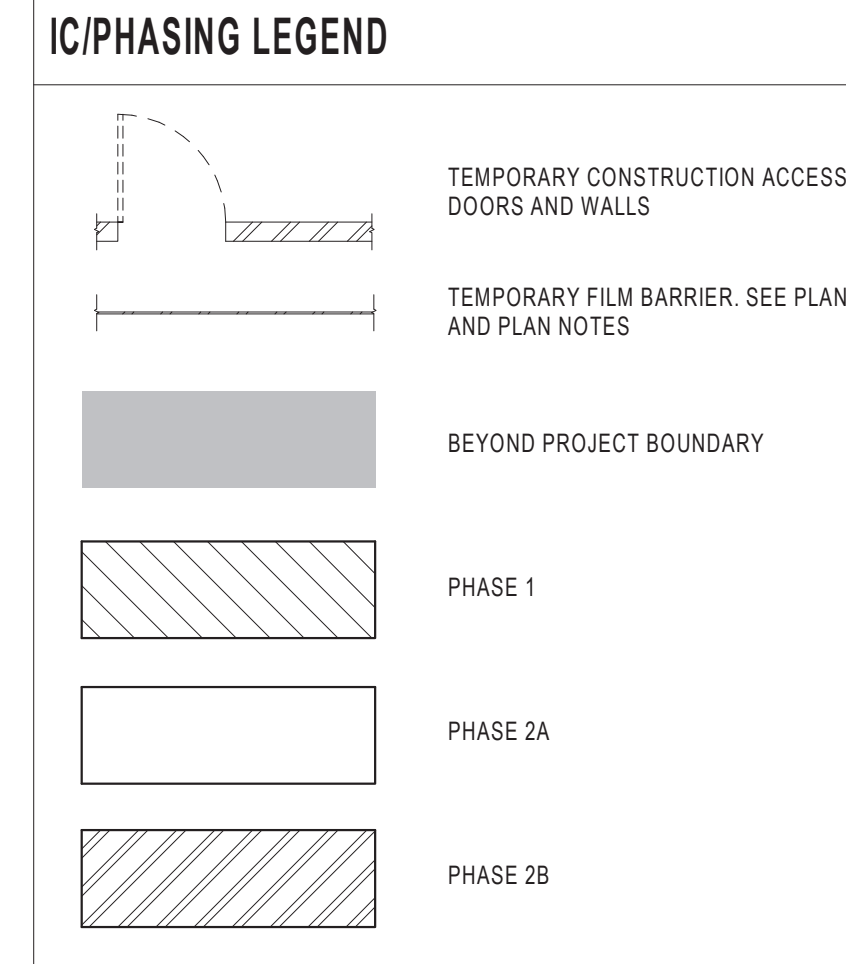 IC/PHASING LEGEND
TEMPORARY CONSTRUCTION ACCESS
DOORS AND WALLS
TEMPORARY FILM BARRIER. SEE PLAN
AND PLAN NOTES
BEYOND PROJECT BOUNDARY
PHASE 1
PHASE 2A
PHASE 2B